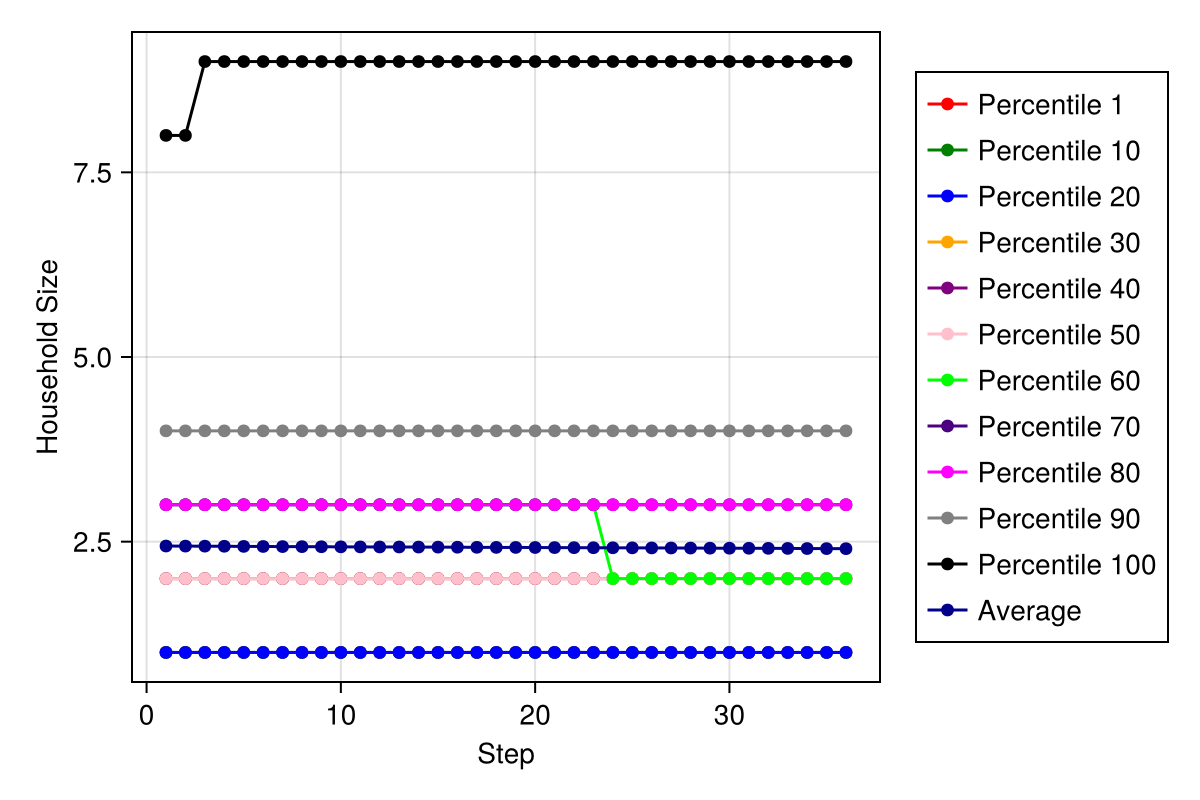 7.5
5.0
2.5
Household Size
0 10 20 30
Step
Percentile 1
Percentile 10
Percentile 20
Percentile 30
Percentile 40
Percentile 50
Percentile 60
Percentile 70
Percentile 80
Percentile 90
Percentile 100
Average